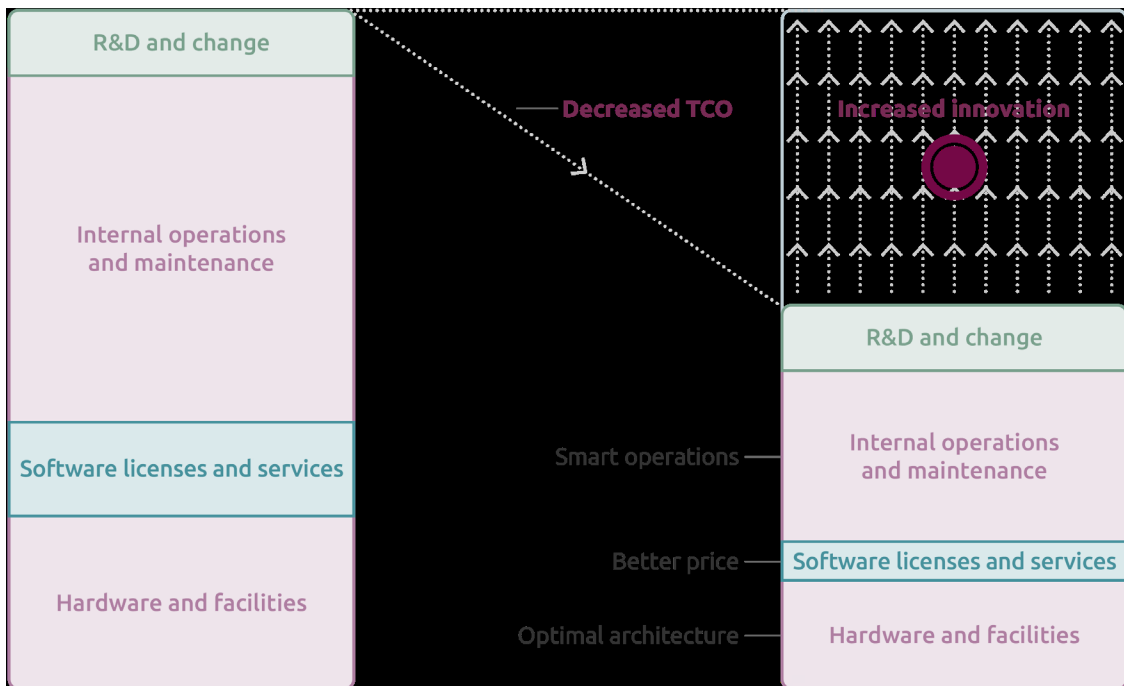 R&D and change
Internal operations
and maintenance
Software licenses and services
Hardware and facilities
Decreased TCO
Smart operations
Better price
Optimal architecture
Increased innovation
R&D and change
Internal operations
and maintenance
Software licenses and services
Hardware and facilities